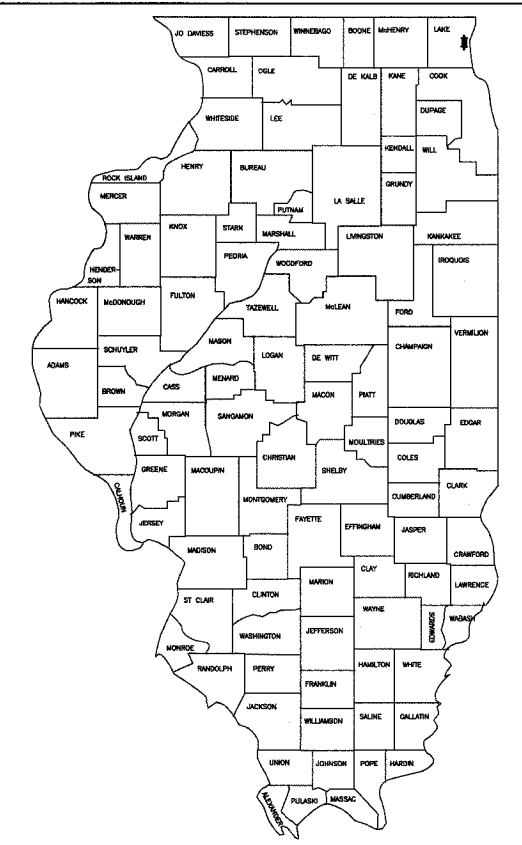 JO DAVIESS
STEPHENSON
WINNEBAGO
BOONE
McHENRY
LAKE
CARROLL
OGLE
DE KALB
KANE
COOK
DUPAGE
WHITESIDE
LEE
KENDALL
WILL
HENRY
BUREAU
ROCK ISLAND
GRUNDY
MERCER
LA SALLE
PUTNAM
KNOX
STARK
MARSHALL
LIVINGSTON
KANKAKEE
WARREN
PEORIA
WOODFORD
IROQUOIS
HENDER-
SON
HANCOCK
McDONOUGH
FULTON
TAZEWELL
McLEAN
FORD
VERMILION
MASON
CHAMPAIGN
SCHUYLER
LOGAN
DE WITT
ADAMS
MENARD
CASS
BROWN
MACON
PIATT
MORGAN
SANGAMON
DOUGLAS
EDGAR
PIKE
SCOTT
MOULTRIES
CHRISTIAN
COLES
GREENE
MACOUPIN
SHELBY
CLARK
CALHOUN
MONTGOMERY
CUMBERLAND
FAYETTE
JERSEY
EFFINGHAM
JASPER
MADISON
BOND
CRAWFORD
CLAY
RICHLAND
MARION
LAWRENCE
CLINTON
ST CLAIR
WAYNE
EDWARDS
WABASH
WASHINGTON
JEFFERSON
MONROE
RANDOLPH
PERRY
HAMILTON
WHITE
FRANKLIN
JACKSON
WILLIAMSON
SALINE
GALLATIN
UNION
JOHNSON
POPE
HARDIN
ALEXANDER
PULASKI
MASSAC